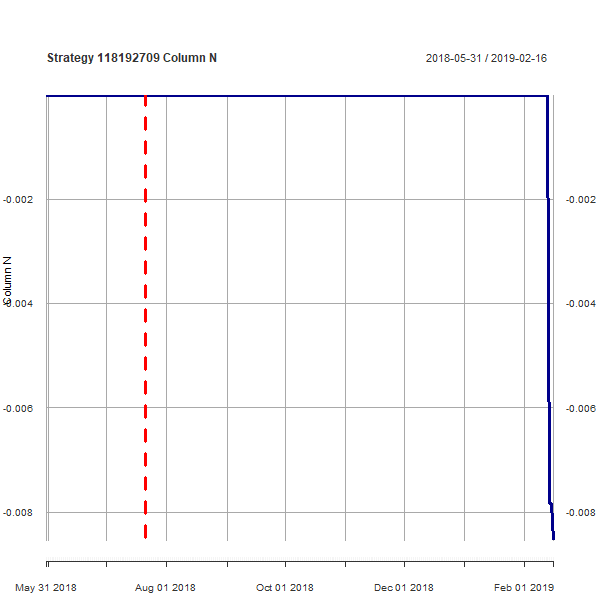 Strategy 118192709 Column N
2018-05-31 / 2019-02-16
-0.002 -0.002
Column N
-0.004 -0.004
-0.006 -0.006
-0.008 -0.008
May 31 2018 Aug 01 2018 Oct 01 2018 Dec 01 2018 Feb 01 2019